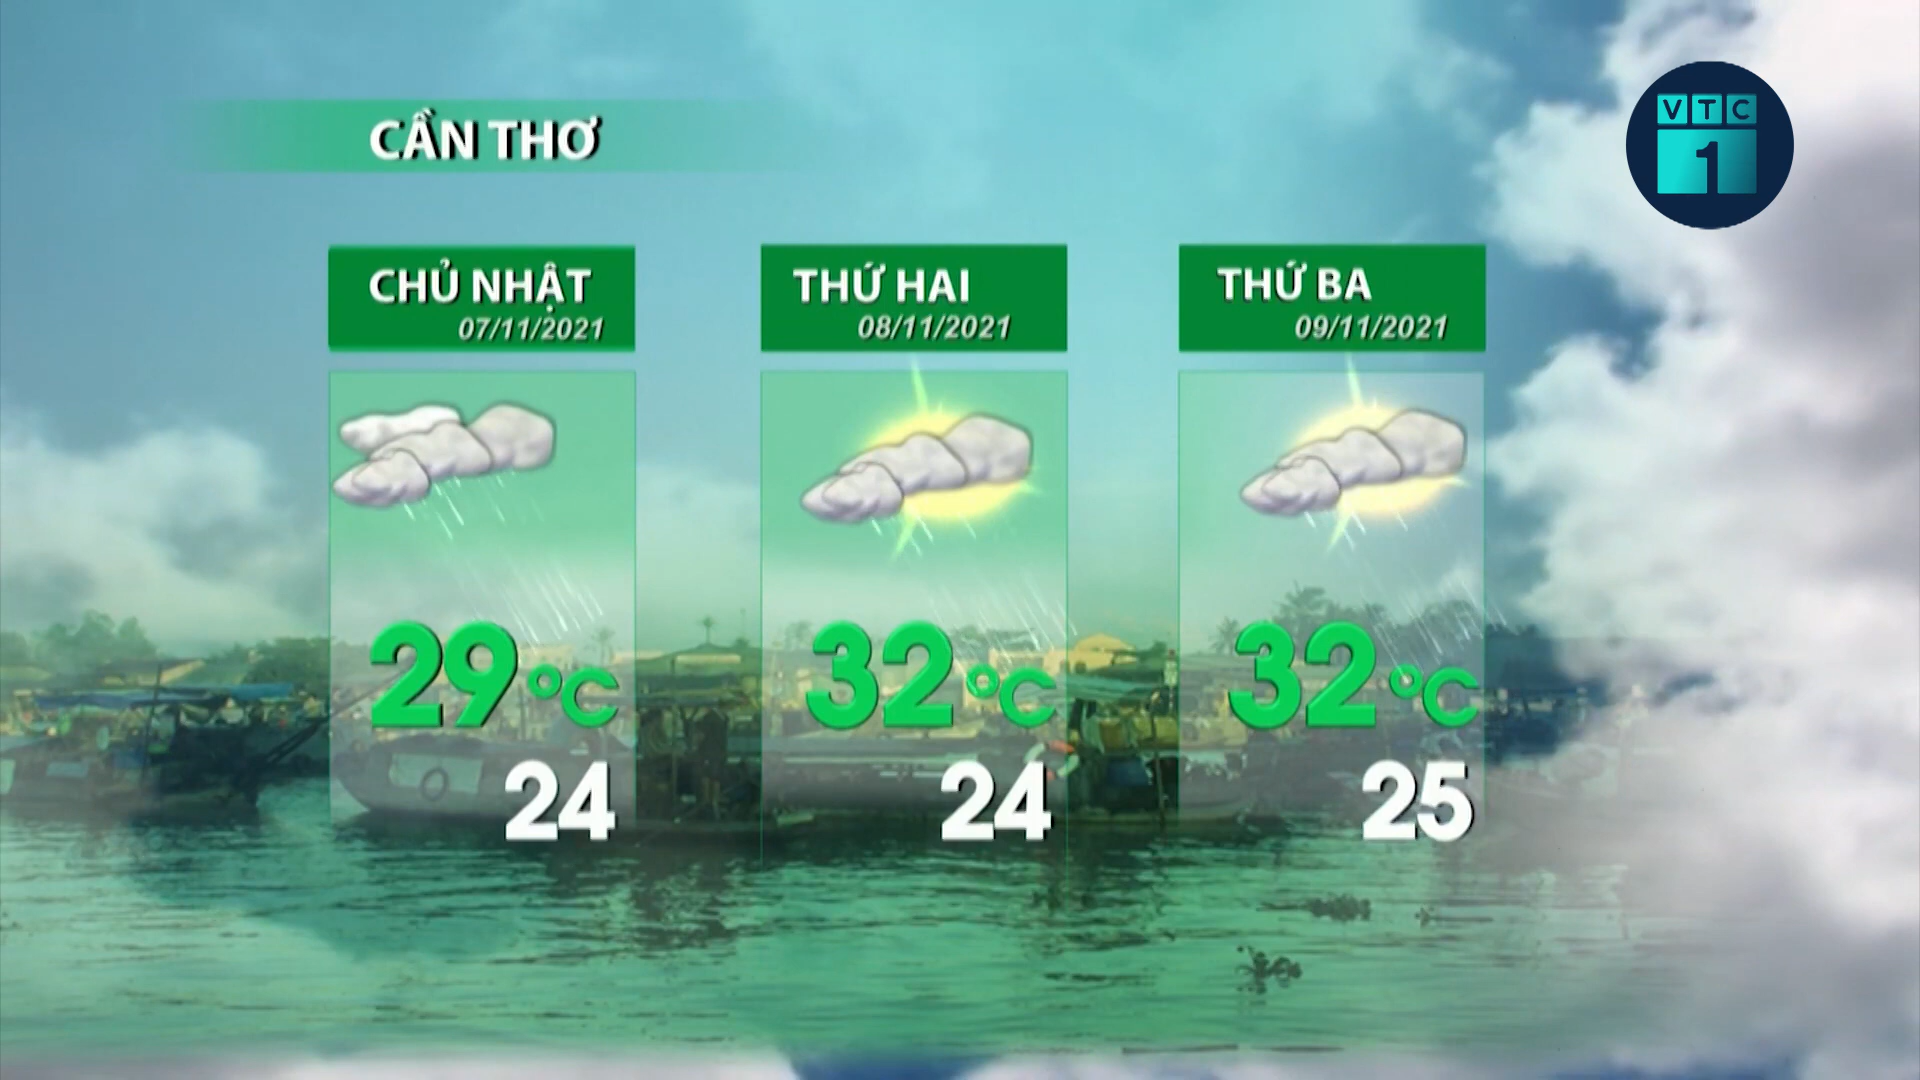 CẦN THƠ
VTC
1
CHỦ NHẬT
07/11/2021
THỨ HAI
08/11/2021
THỨ BA
09/11/2021
29°C
32°C
32°C
24
24
25